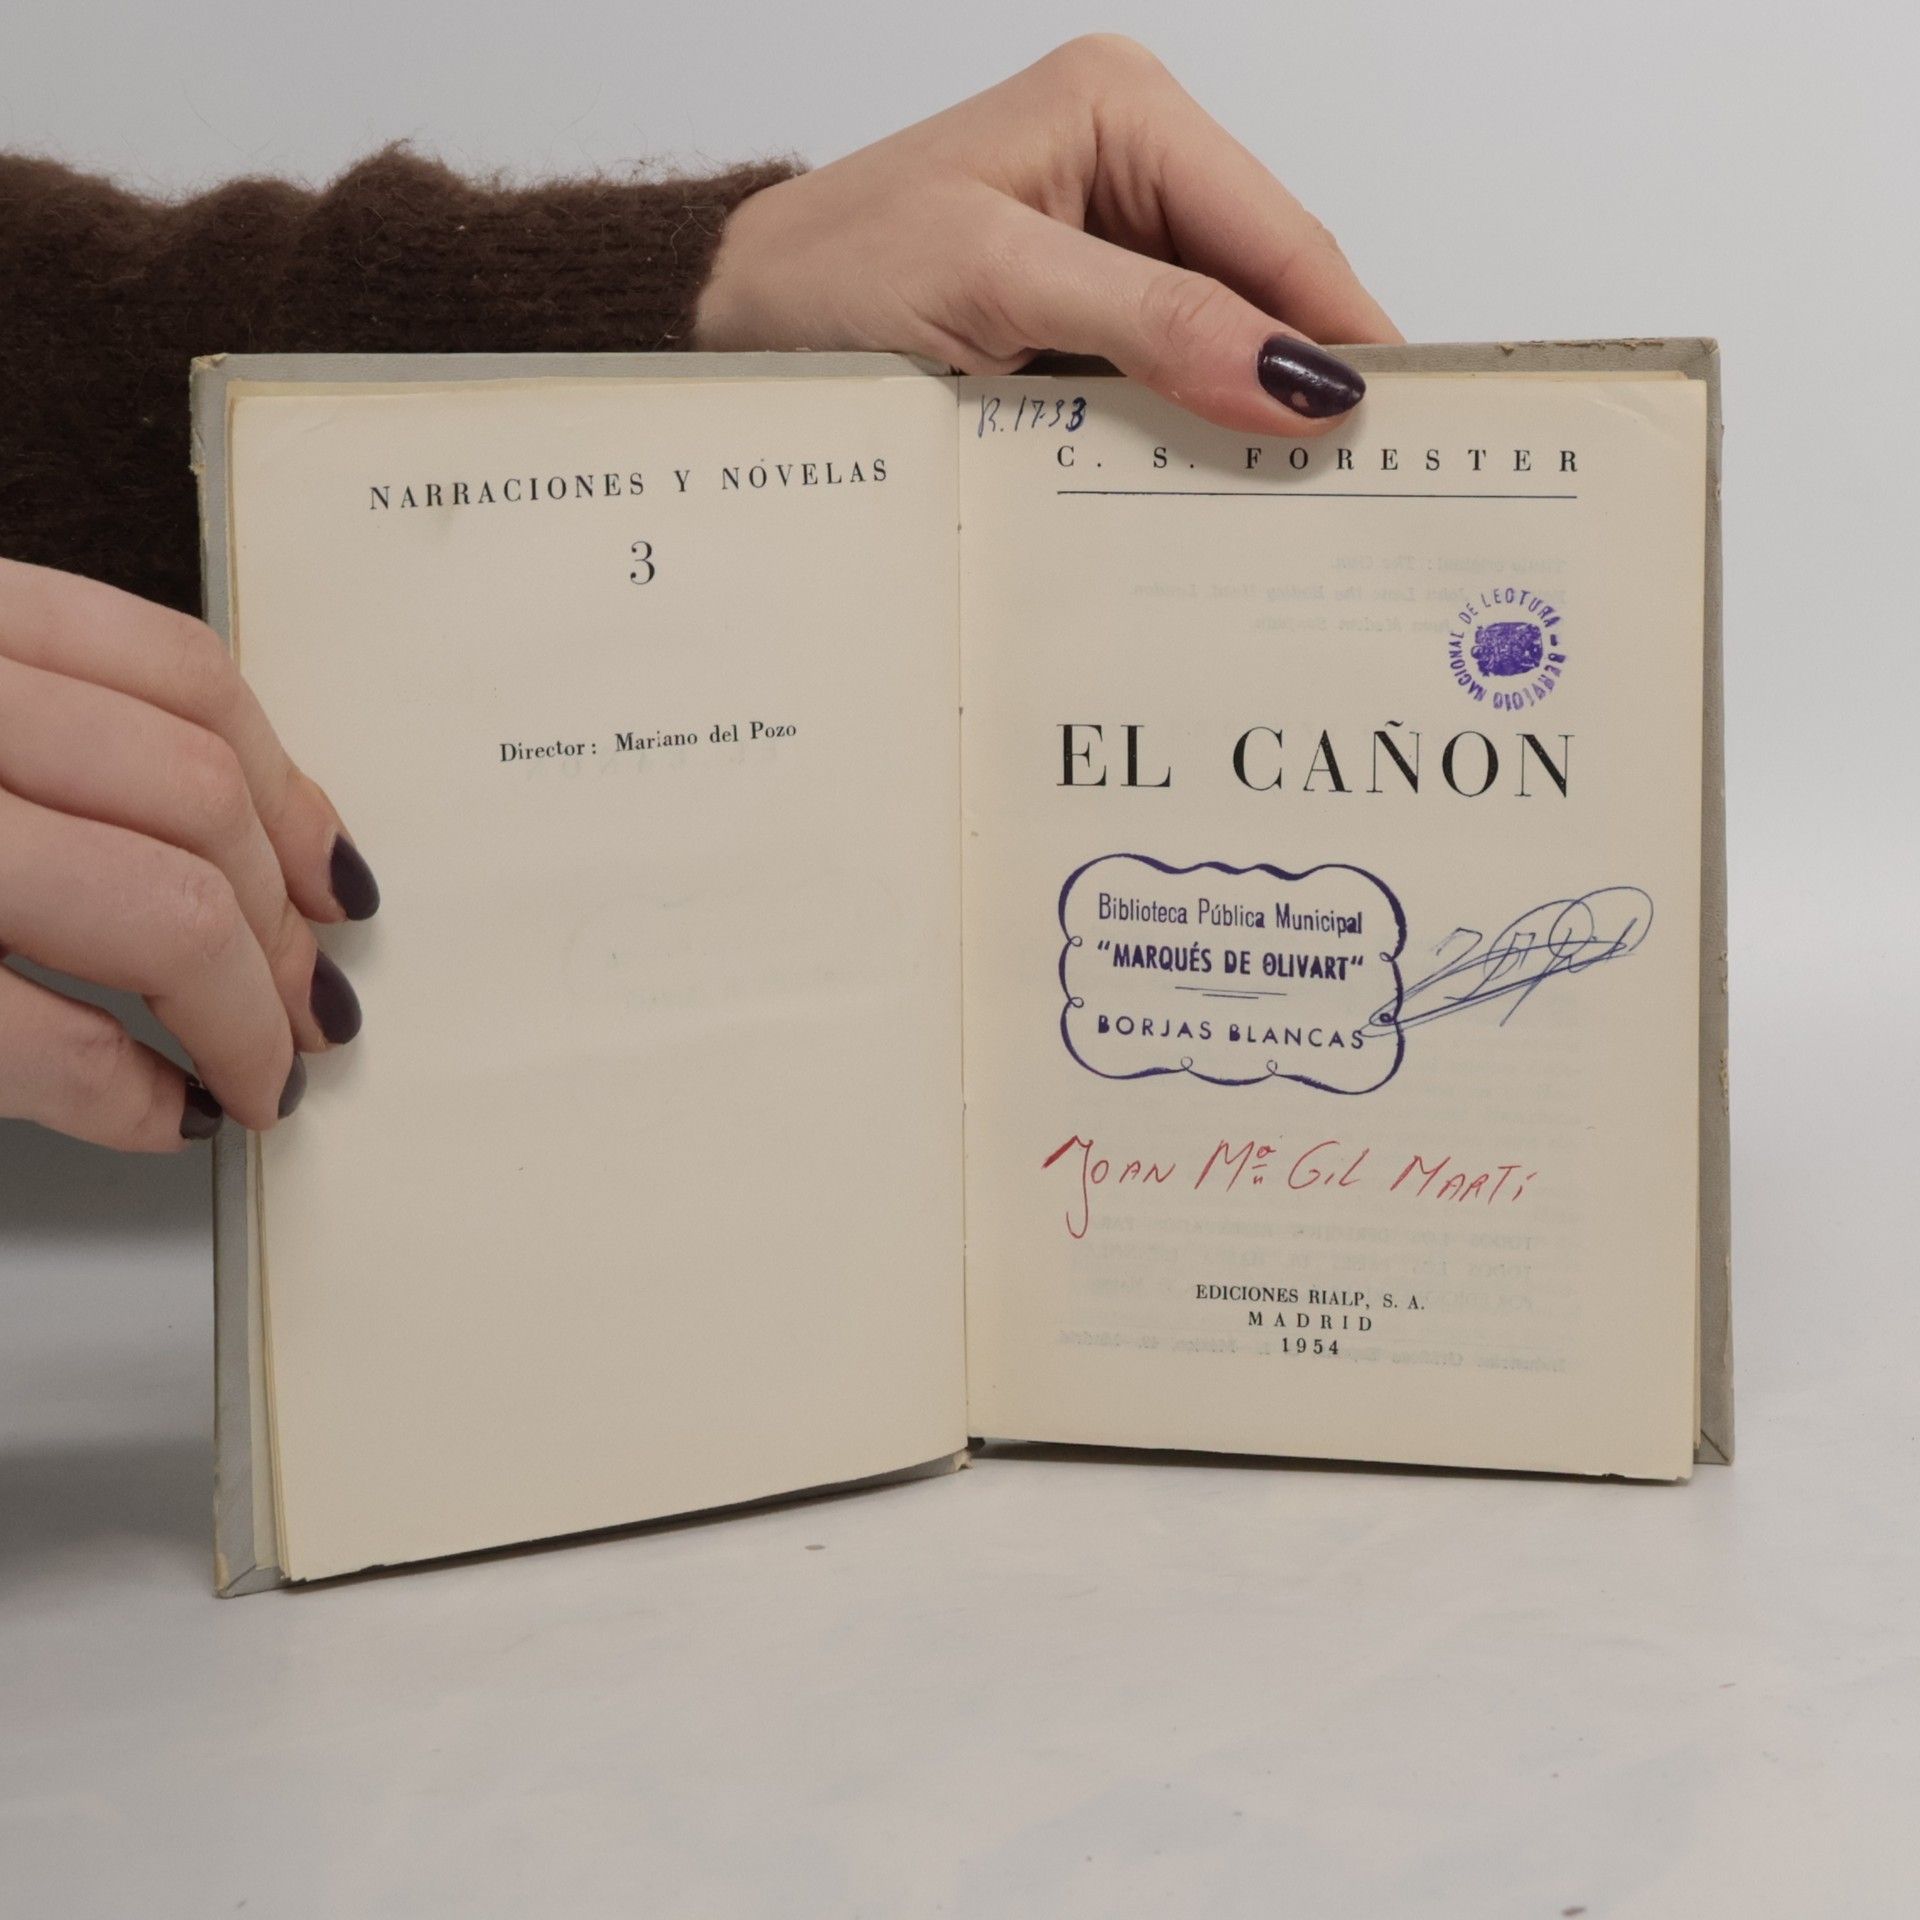 NARRACIONES Y NOVELAS
3
Director: Mariano del Pozo
R. 1733
C. S. FORESTER
SERVICIO NACIONAL DE LECTURA -
EL CAÑON
Biblioteca Pública Municipal
"MARQUÉS DE OLIVART"
BORJAS BLANCAS
JOAN Mª GIL MARTÍ
EDICIONES RIALP, S. A.
MADRID
1954